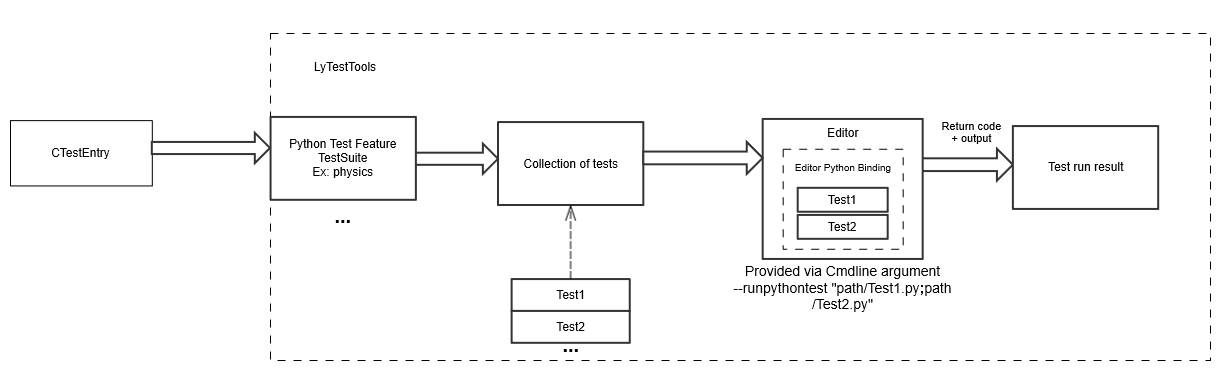 LyTestTools
CTestEntry
Python Test Feature
TestSuite
Ex: physics
...
Collection of tests
Test1
Test2
...
Editor
Editor Python Binding
Test1
Test2
Provided via Cmdline argument
--runpythontest "path/Test1.py;path
/Test2.py"
Return code
+ output
Test run result